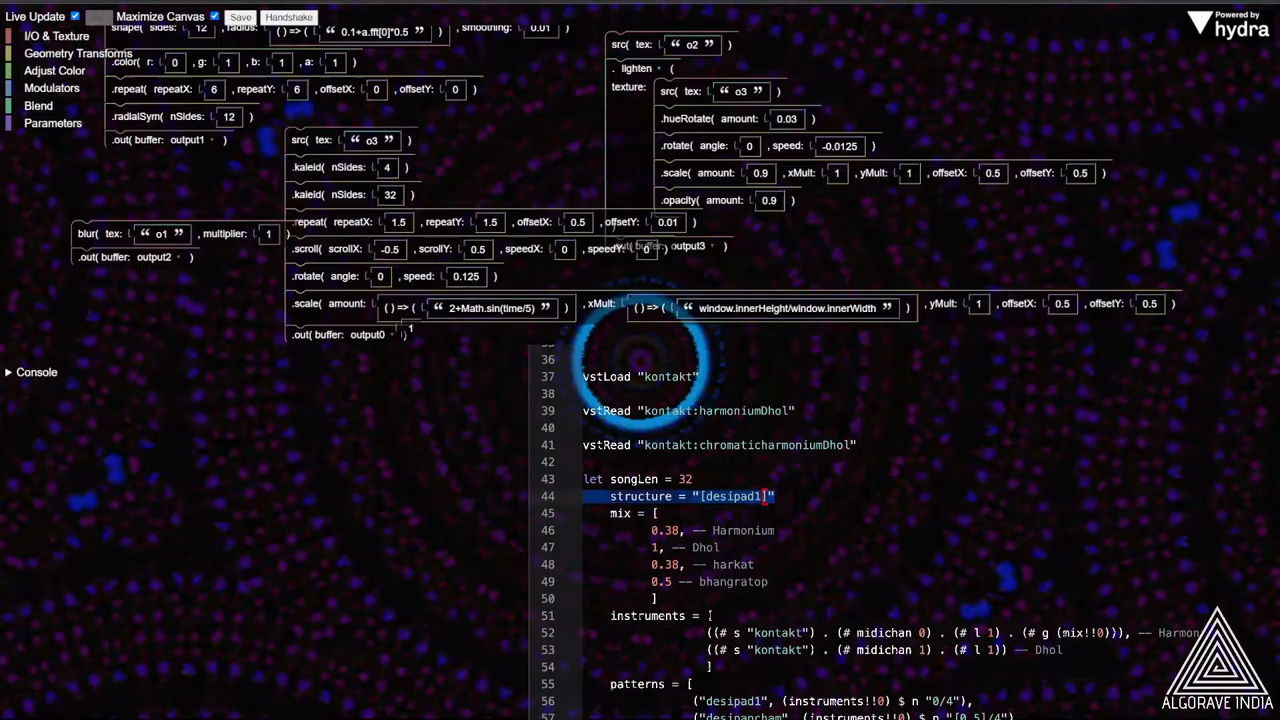 Live Update Maximize Canvas Save Handshake
I/O & Texture
Geometry Transforms
Adjust Color
Modulators
Blend
Parameters
Powered by
hydra
shape( sides: 12 , radius: ( ) => ( “ 0.1+a.fft[0]*0.5 ” ) , smoothing: 0.01 )
.color( r: 0 , g: 1 , b: 1 , a: 1 )
.repeat( repeatX: 6 , repeatY: 6 , offsetX: 0 , offsetY: 0 )
.radialSym( nSides: 12 )
.out( buffer: output1 )
src( tex: “ o3 ” )
.kaleid( nSides: 4 )
.kaleid( nSides: 32 )
.repeat( repeatX: 1.5 , repeatY: 1.5 , offsetX: 0.5 , offsetY: 0.01 )
.scroll( scrollX: -0.5 , scrollY: 0.5 , speedX: 0 , speedY: 0 )
.rotate( angle: 0 , speed: 0.125 )
.scale( amount: ( ) => ( “ 2+Math.sin(time/5) ” ) , xMult: ( ) => ( “ window.innerHeight/window.innerWidth ” ) , yMult: 1 , offsetX: 0.5 , offsetY: 0.5 )
.out( buffer: output0 )
1
blur( tex: “ o1 ” , multiplier: 1 )
.out( buffer: output2 )
src( tex: “ o2 ” )
. lighten (
texture:
src( tex: “ o3 ” )
.hueRotate( amount: 0.03 )
.rotate( angle: 0 , speed: -0.0125 )
.scale( amount: 0.9 , xMult: 1 , yMult: 1 , offsetX: 0.5 , offsetY: 0.5 )
.opacity( amount: 0.9 )
.out( buffer: output3 )
Console
35
36
37 vstLoad "kontakt"
38
39 vstRead "kontakt:harmoniumDhol"
40
41 vstRead "kontakt:chromaticharmoniumDhol"
42
43 let songLen = 32
44 structure = "[desipad1]"
45 mix = [
46 0.38, -- Harmonium
47 1, -- Dhol
48 0.38, -- harkat
49 0.5 -- bhangratop
50 ]
51 instruments = [
52 ((# s "kontakt") . (# midichan 0) . (# l 1) . (# g (mix!!0))), -- Harmon
53 ((# s "kontakt") . (# midichan 1) . (# l 1)) -- Dhol
54 ]
55 patterns = [
56 ("desipad1", (instruments!!0) $ n "0/4"),
57 ("desipadcham", (instruments!!0) $ n "[0,5]/4")
ALGORAVE INDIA